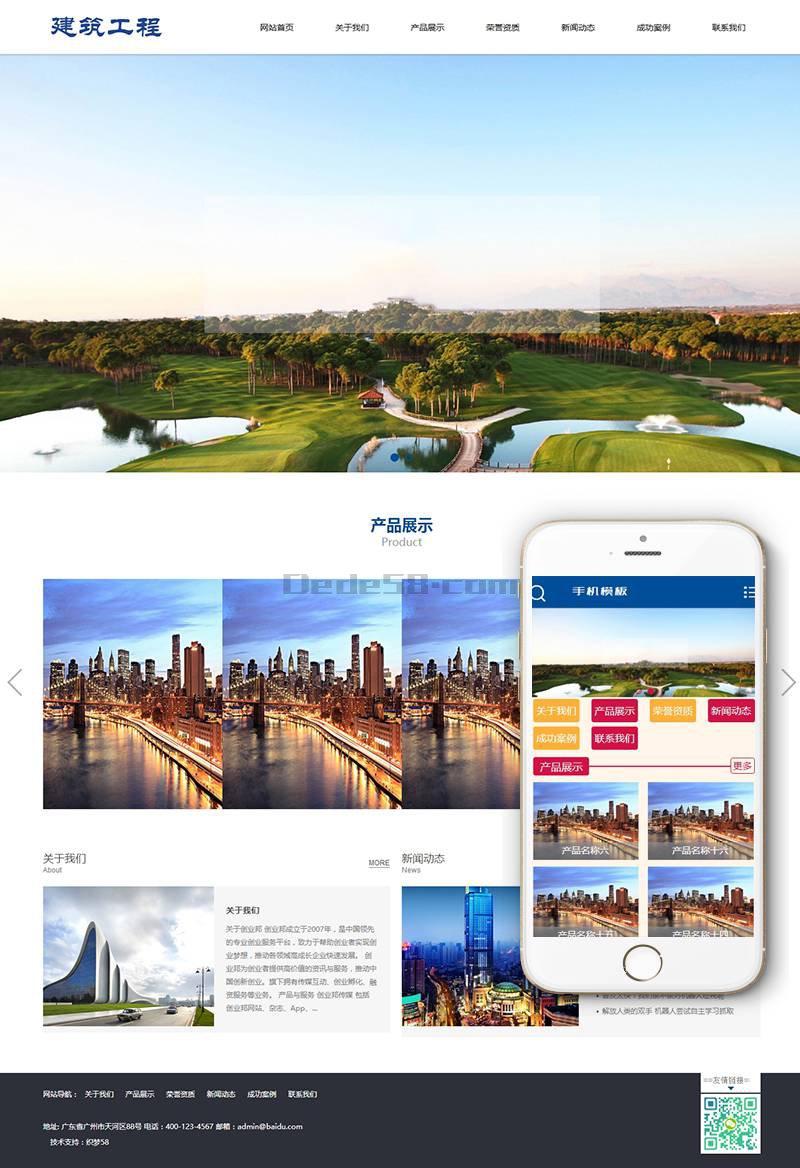 建筑工程
网站首页 关于我们 产品展示 荣誉资质 新闻动态 成功案例 联系我们
产品展示
Product
Dede58.com
手机模板
关于我们 产品展示 荣誉资质 新闻动态
成功案例 联系我们
产品展示 更多
产品名称六 产品名称十六
产品名称十五 产品名称十四
关于我们
About
MORE
关于我们
关于创业邦 创业邦成立于2007年，是中国领先
的专业创业服务平台，致力于帮助创业者实现创
业梦想，推动各领域高成长企业快速发展。 创
业邦为创业者提供高价值的资讯与服务，推动中
国创新创业。旗下拥有传媒互动、创业孵化、融
资服务等业务。 产品与服务 创业邦传媒 包括
创业邦网站、杂志、App、...
新闻动态
News
解放人类的双手 机器人尝试自主学习抓取
网站导航： 关于我们 产品展示 荣誉资质 新闻动态 成功案例 联系我们
地址: 广东省广州市天河区88号 电话：400-123-4567 邮箱：admin@baidu.com
技术支持：织梦58
==友情链接=